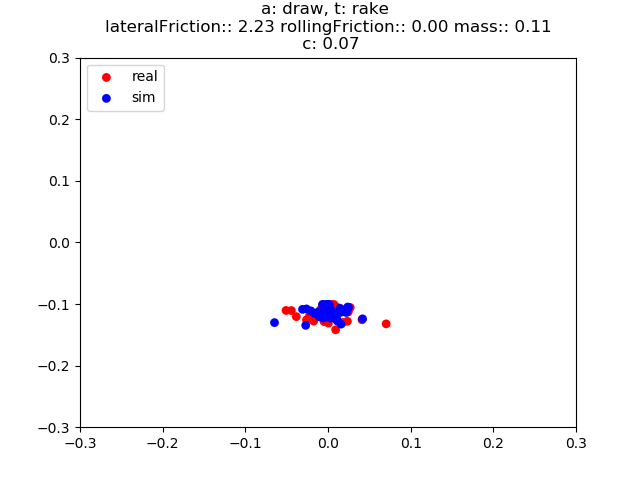 a: draw, t: rake
lateralFriction:: 2.23 rollingFriction:: 0.00 mass:: 0.11
c: 0.07
real
sim
0.3
0.2
0.1
0.0
−0.1
−0.2
−0.3
−0.3 −0.2 −0.1 0.0 0.1 0.2 0.3